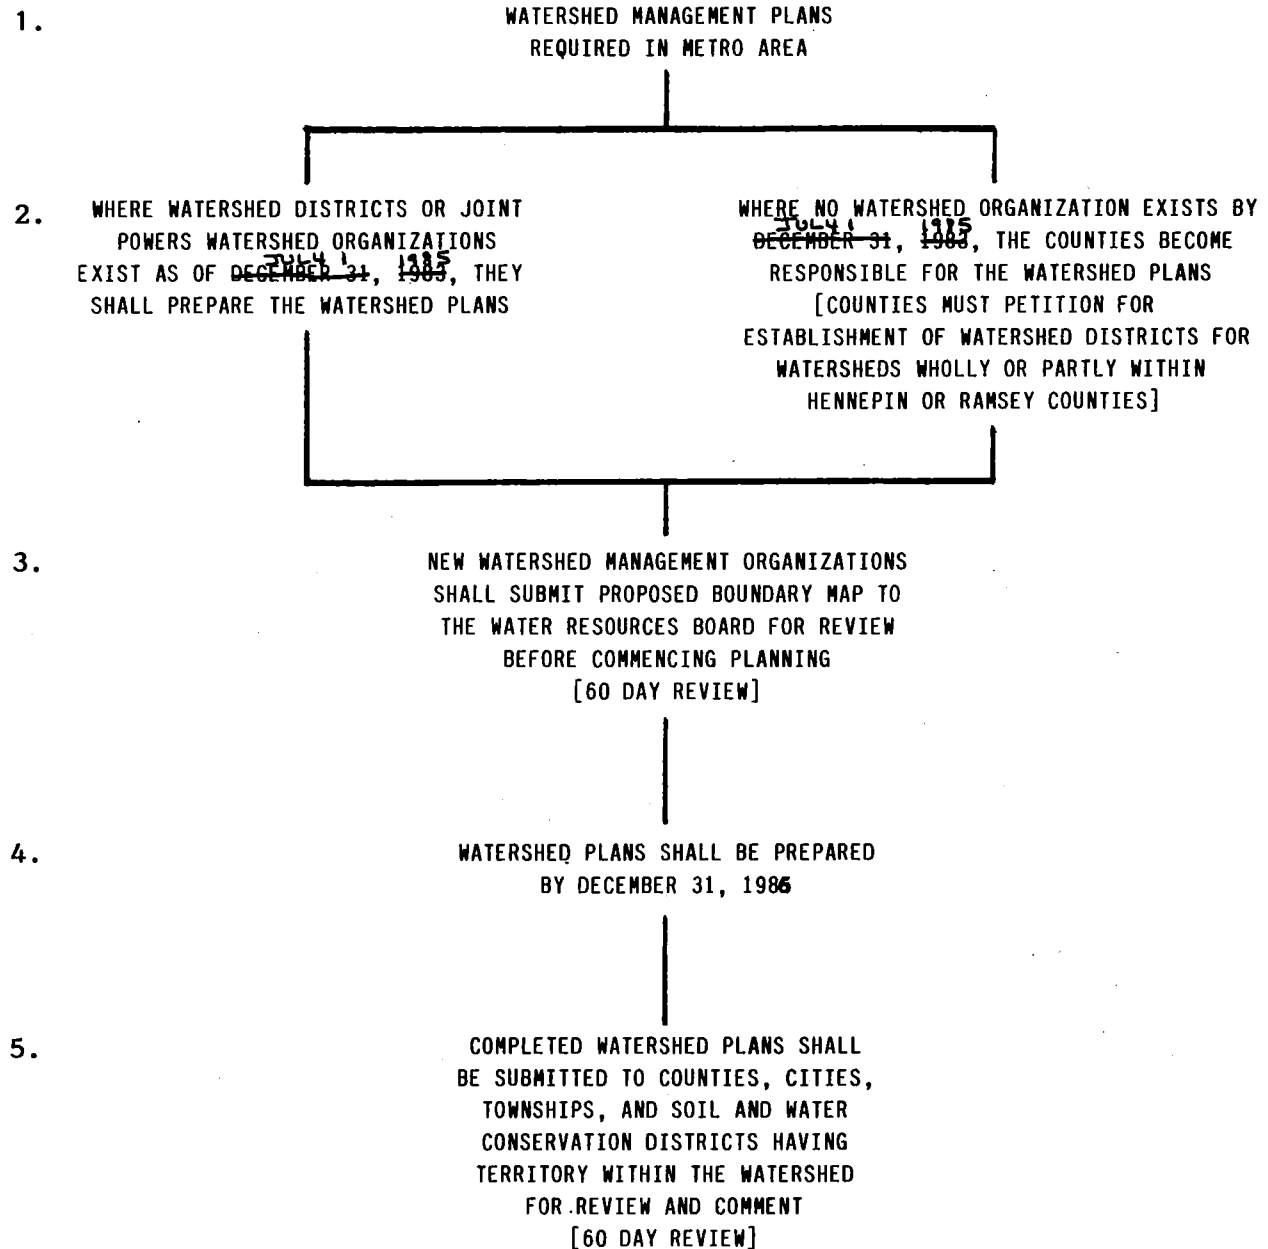 1.
WATERSHED MANAGEMENT PLANS
REQUIRED IN METRO AREA
2.
WHERE WATERSHED DISTRICTS OR JOINT
POWERS WATERSHED ORGANIZATIONS
JULY 1 1985
EXIST AS OF DECEMBER 31, 1983, THEY
SHALL PREPARE THE WATERSHED PLANS
WHERE NO WATERSHED ORGANIZATION EXISTS BY
JULY 1 1985
DECEMBER 31, 1983, THE COUNTIES BECOME
RESPONSIBLE FOR THE WATERSHED PLANS
[COUNTIES MUST PETITION FOR
ESTABLISHMENT OF WATERSHED DISTRICTS FOR
WATERSHEDS WHOLLY OR PARTLY WITHIN
HENNEPIN OR RAMSEY COUNTIES]
3.
NEW WATERSHED MANAGEMENT ORGANIZATIONS
SHALL SUBMIT PROPOSED BOUNDARY MAP TO
THE WATER RESOURCES BOARD FOR REVIEW
BEFORE COMMENCING PLANNING
[60 DAY REVIEW]
4.
WATERSHED PLANS SHALL BE PREPARED
BY DECEMBER 31, 1986
5.
COMPLETED WATERSHED PLANS SHALL
BE SUBMITTED TO COUNTIES, CITIES,
TOWNSHIPS, AND SOIL AND WATER
CONSERVATION DISTRICTS HAVING
TERRITORY WITHIN THE WATERSHED
FOR REVIEW AND COMMENT
[60 DAY REVIEW]